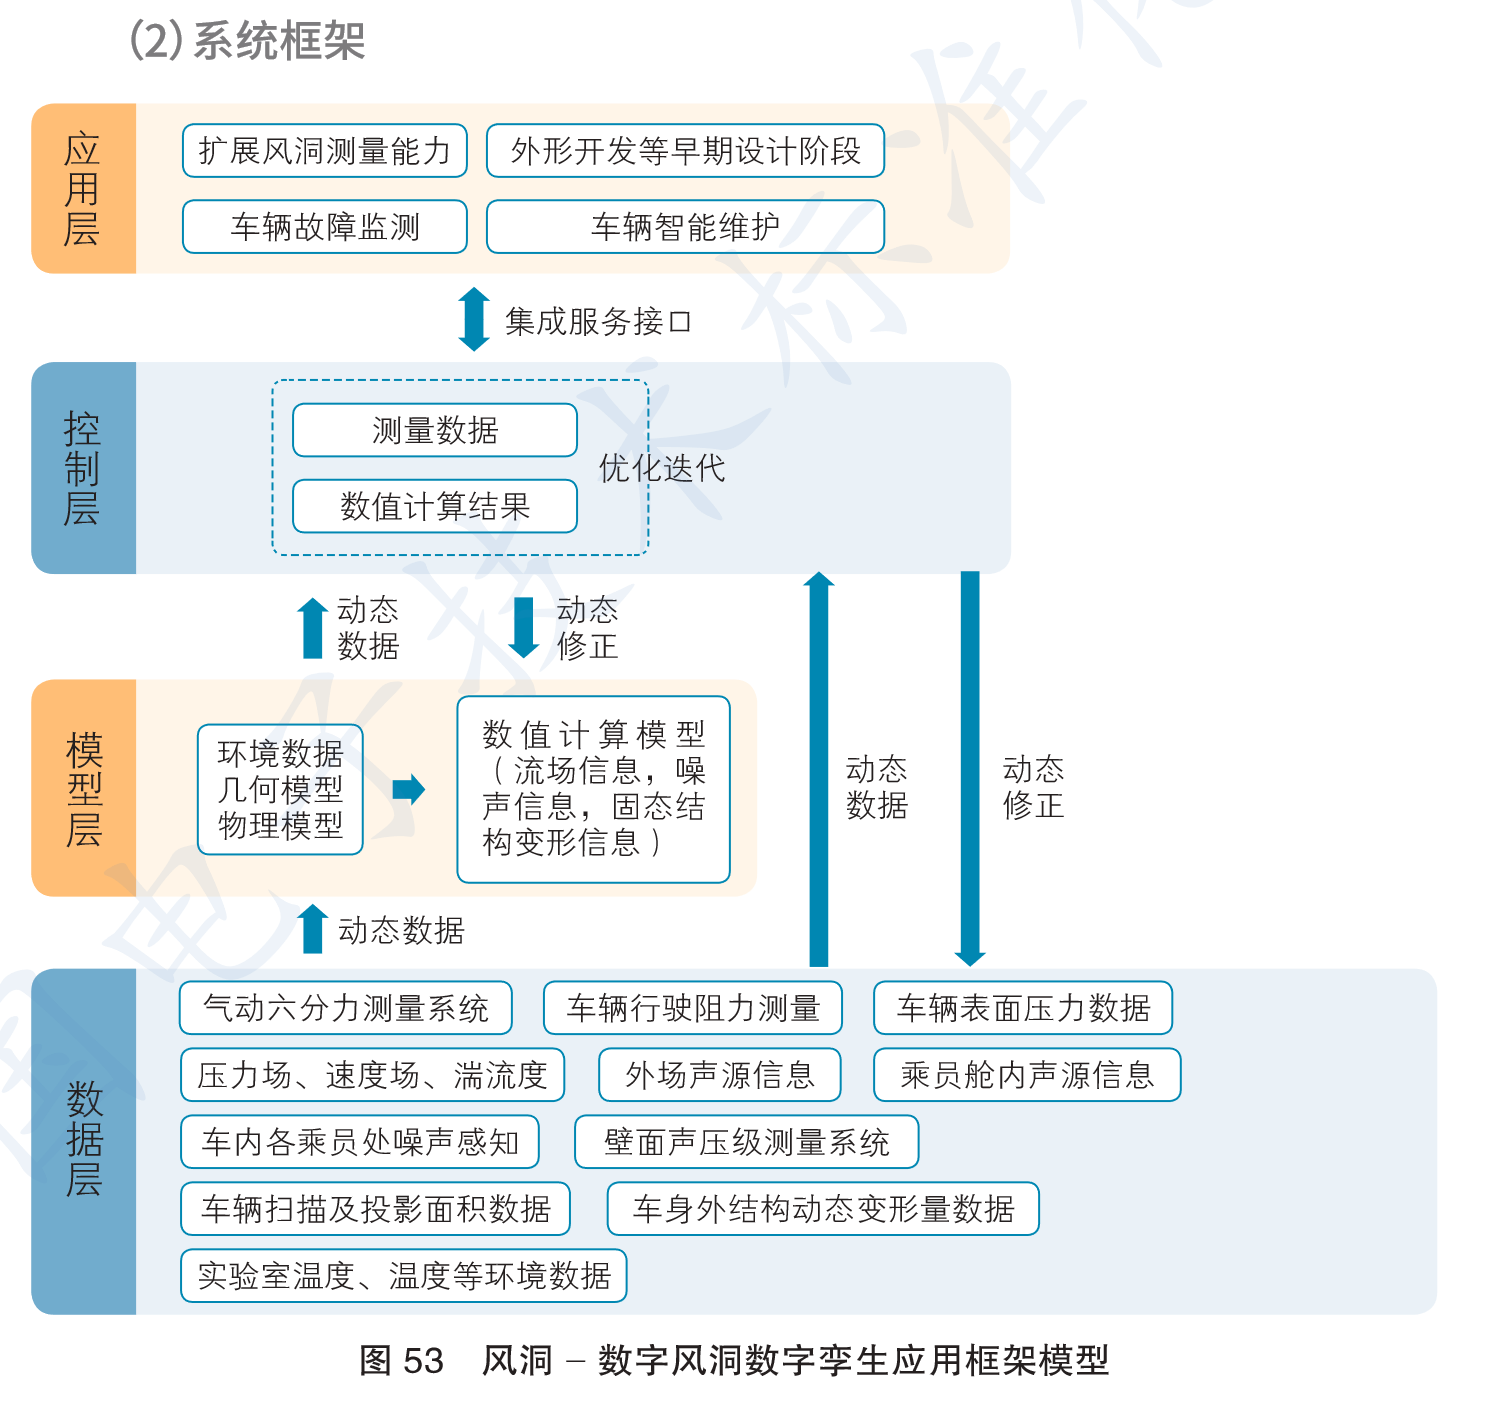 （2）系统框架
应用层
扩展风洞测量能力
外形开发等早期设计阶段
车辆故障监测
车辆智能维护
集成服务接口
控制层
测量数据
优化迭代
数值计算结果
动态
数据
动态
修正
模型层
环境数据
几何模型
物理模型
数值计算模型
（流场信息，噪
声信息，固态结
构变形信息）
动态
数据
动态
修正
动态数据
数据层
气动六分力测量系统
车辆行驶阻力测量
车辆表面压力数据
压力场、速度场、湍流度
外场声源信息
乘员舱内声源信息
车内各乘员处噪声感知
壁面声压级测量系统
车辆扫描及投影面积数据
车身外结构动态变形量数据
实验室温度、温度等环境数据
图 53 风洞 – 数字风洞数字孪生应用框架模型
国电子技术标准化